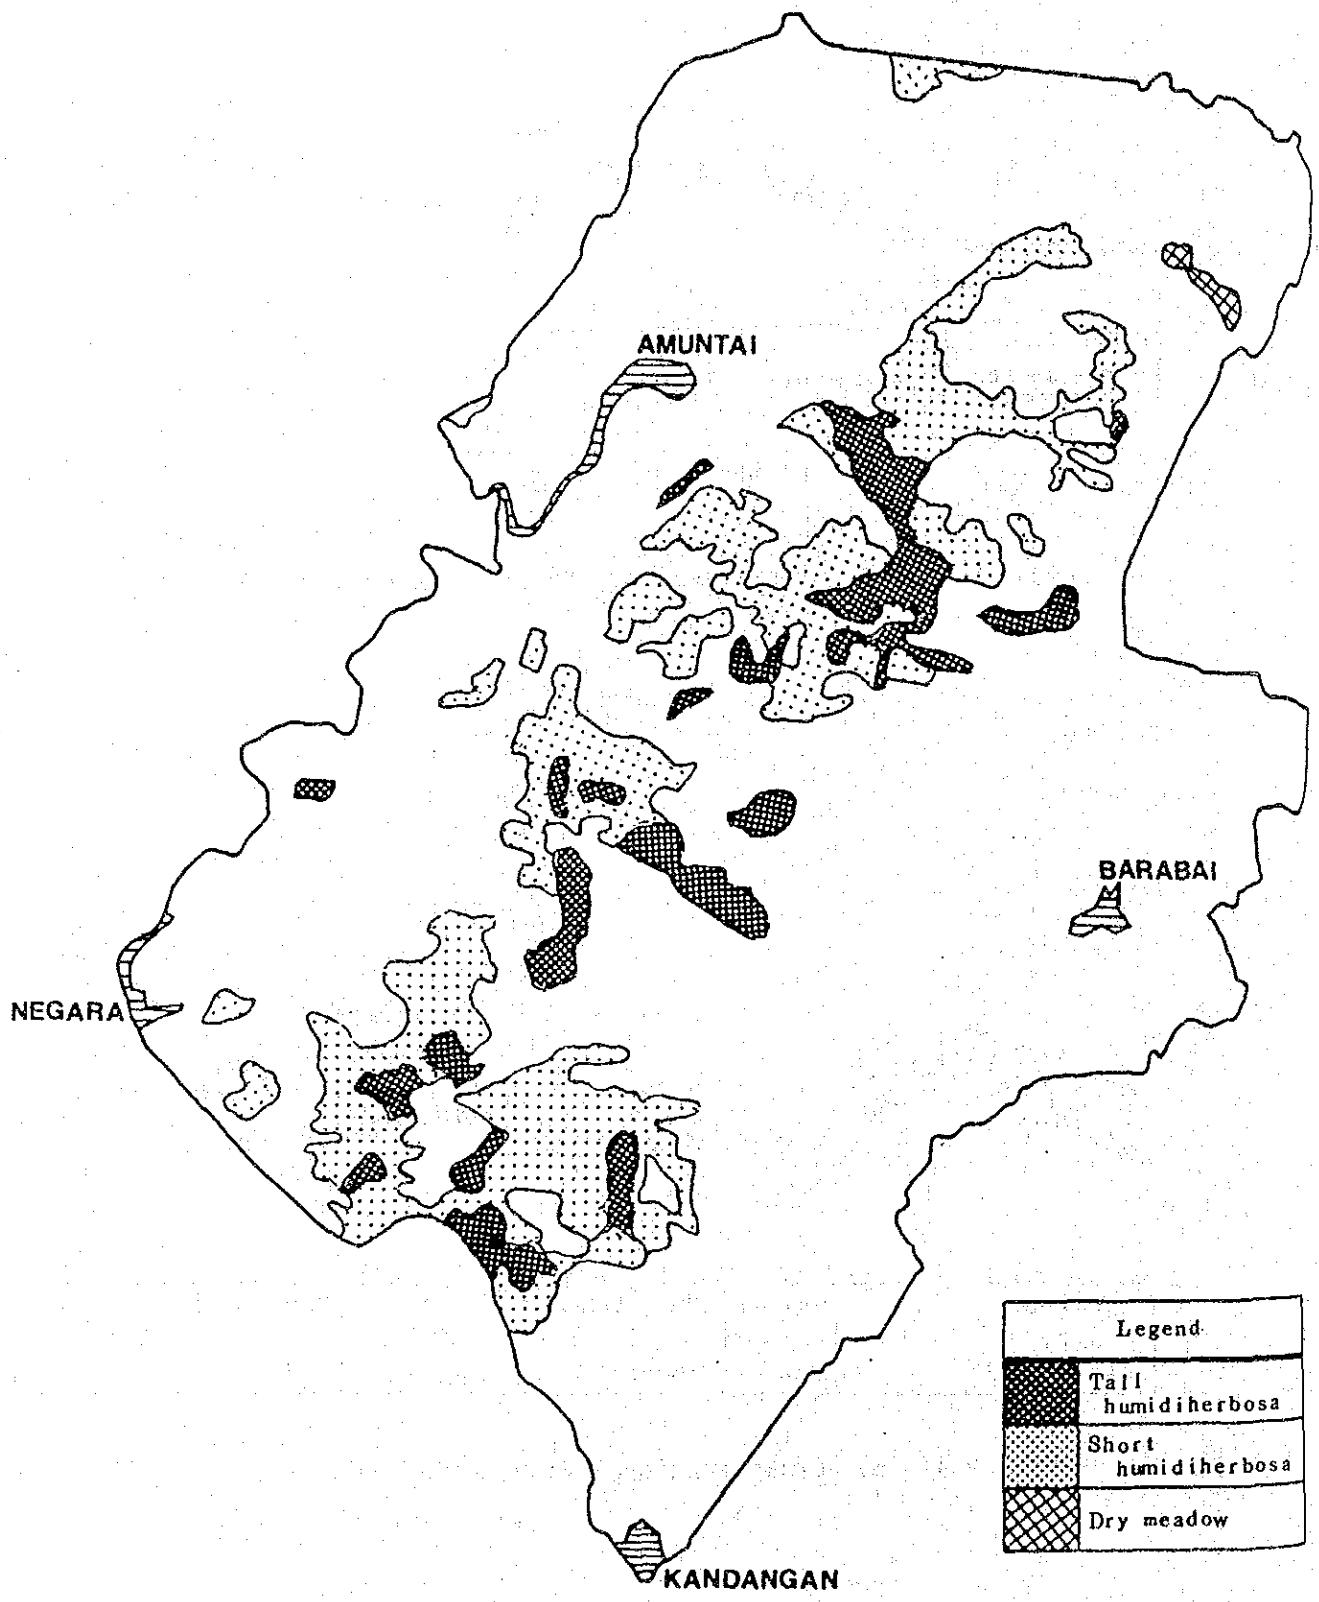 AMUNTAI
BARABAI
NEGARA
Legend
Tall
humidiherbosa
Short
humidiherbosa
Dry meadow
KANDANGAN